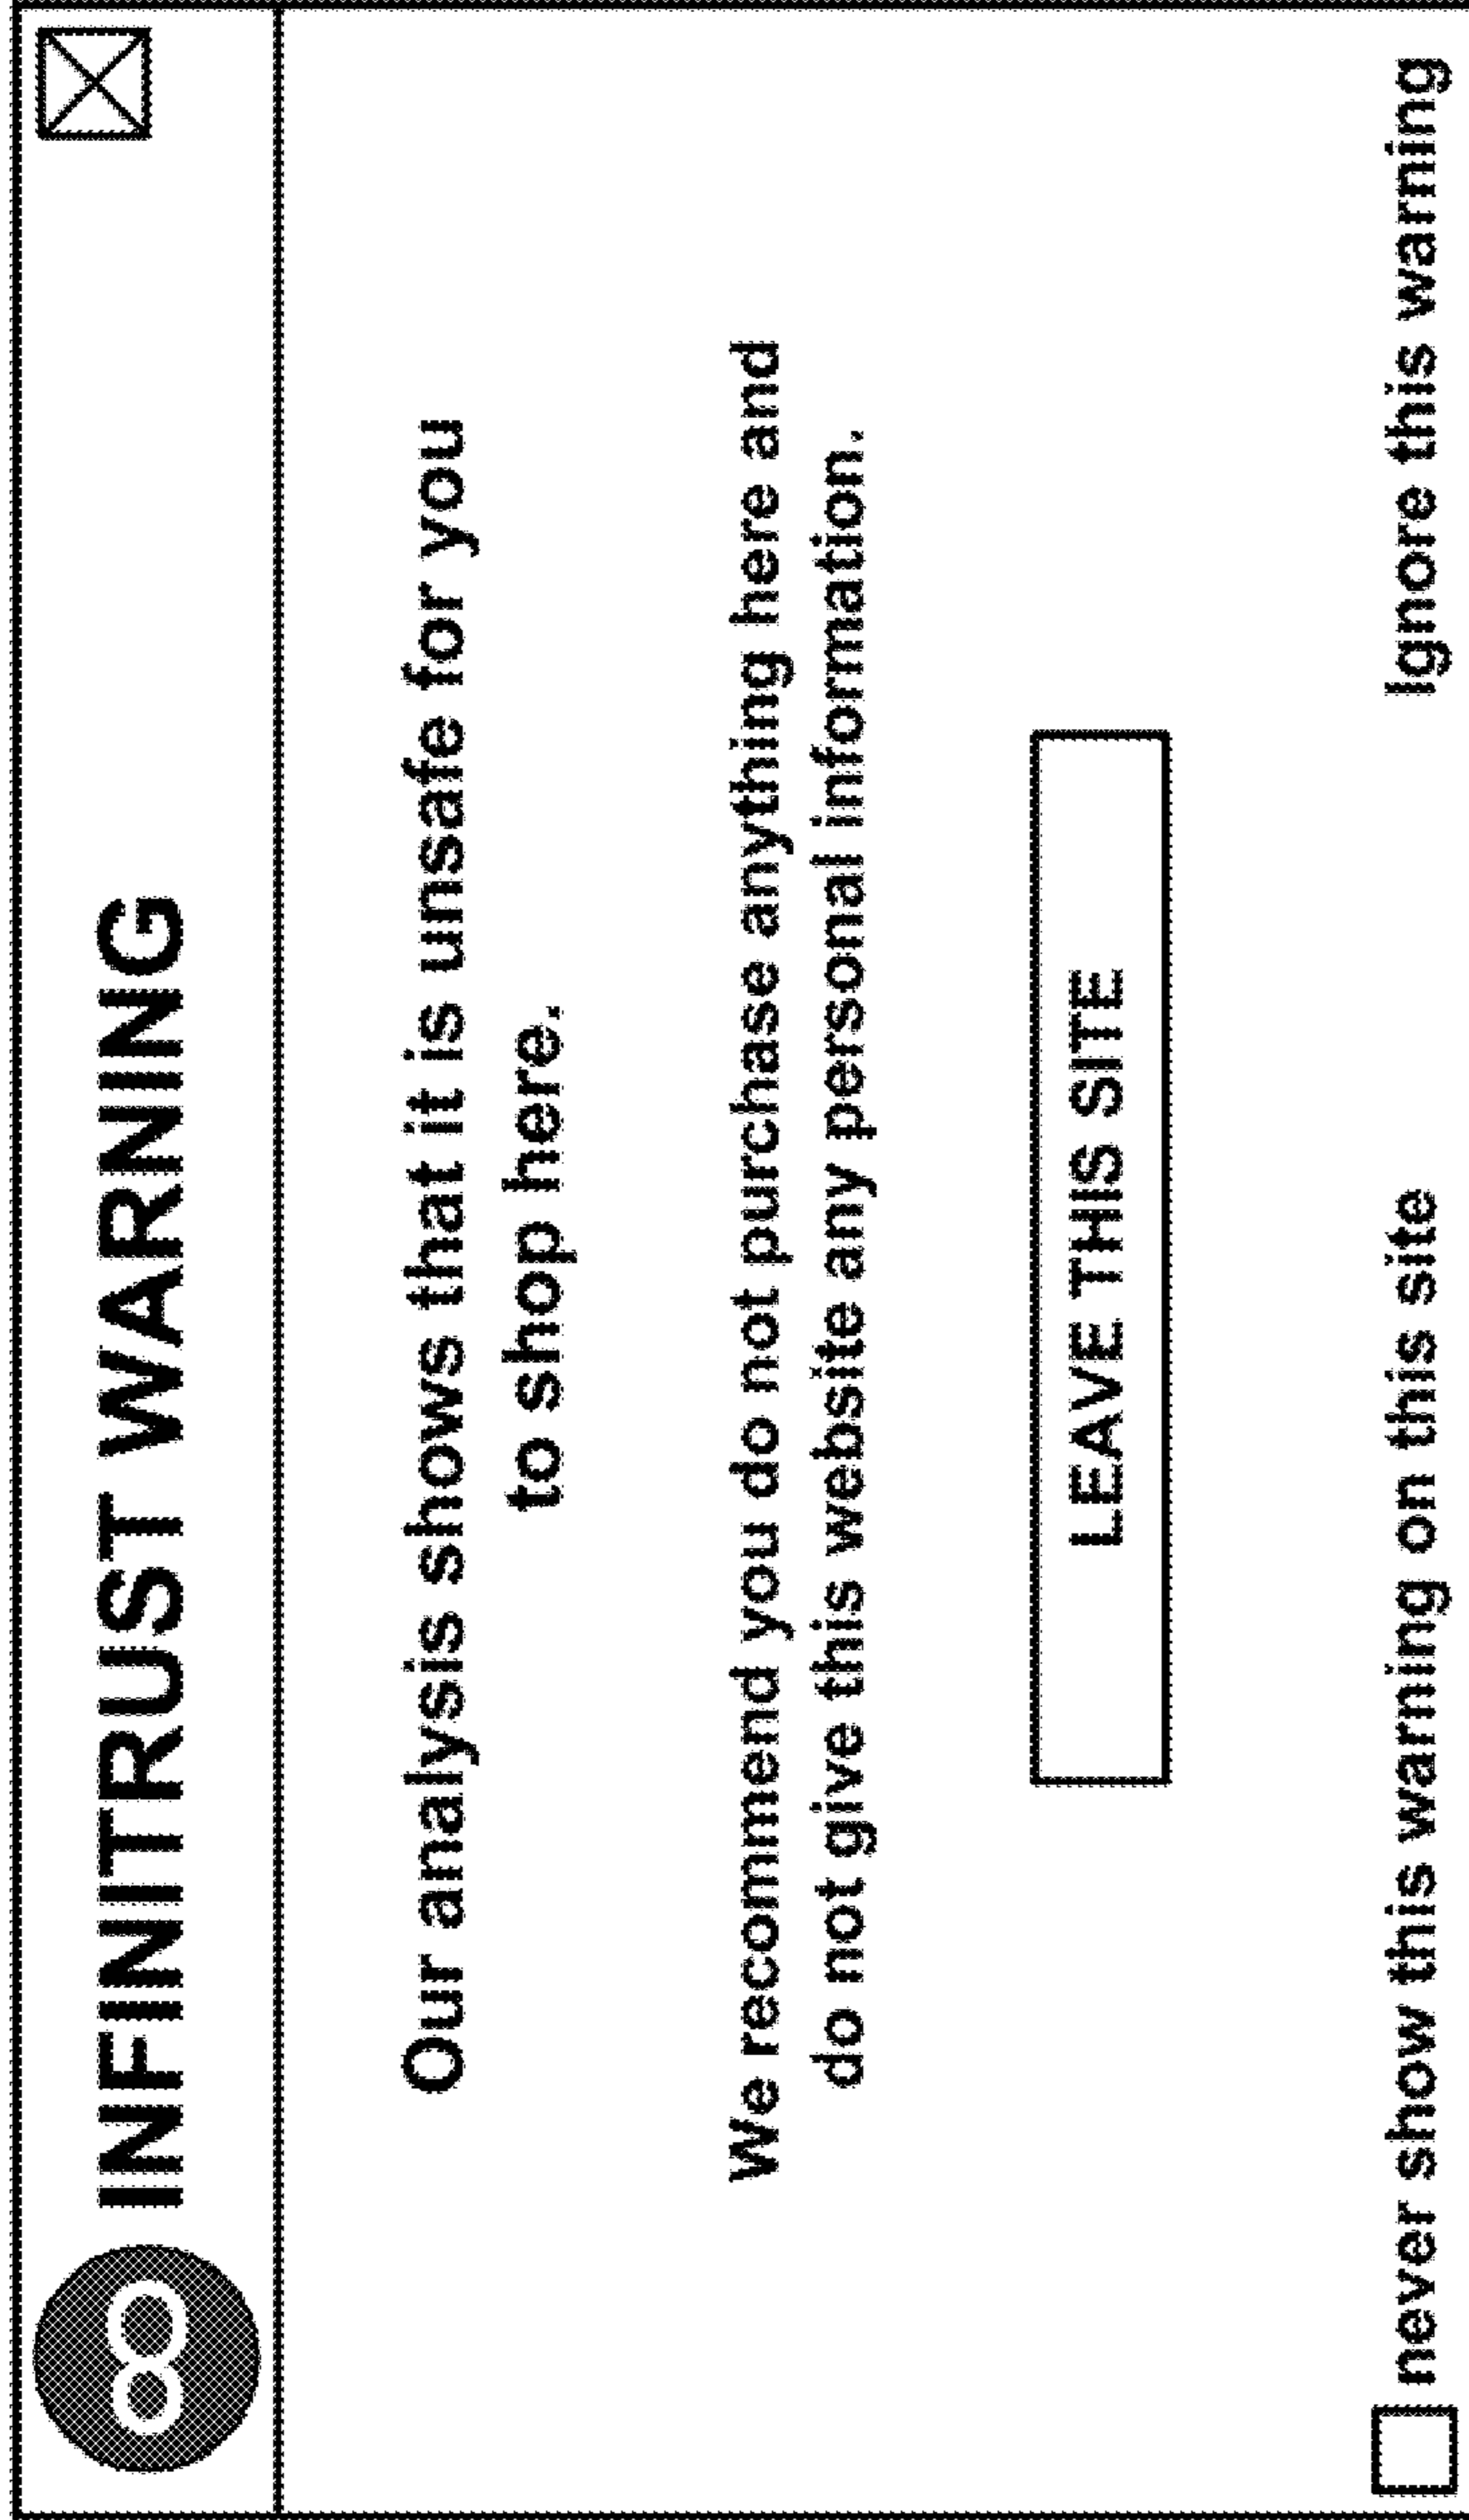 INFINITRUST WARNING
Our analysis shows that it is unsafe for you
to shop here.
We recommend you do not purchase anything here and
do not give this website any personal information.
LEAVE THIS SITE
never show this warning on this site
Ignore this warning